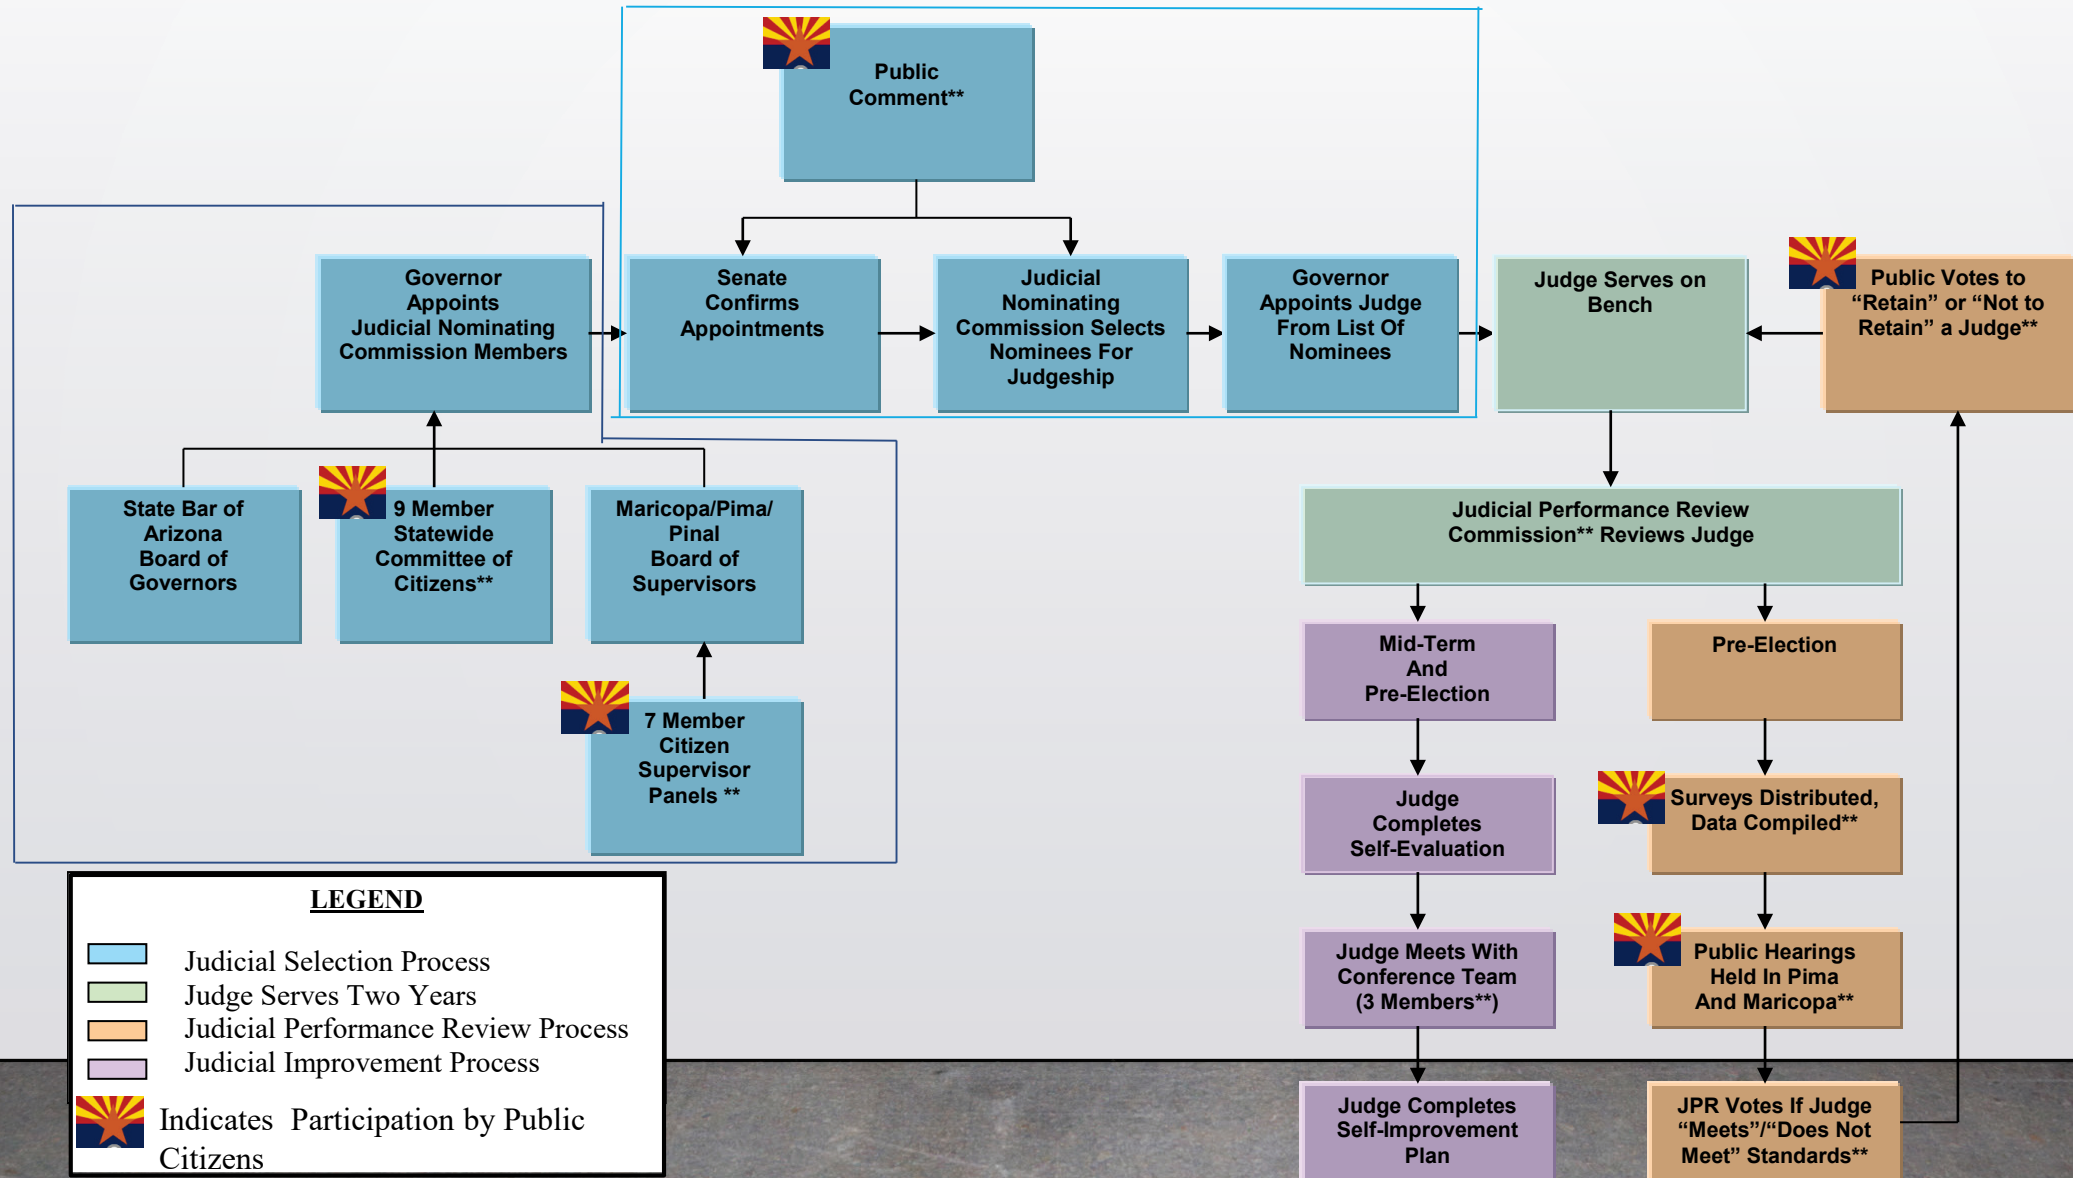 Public
Comment**
Governor
Appoints
Judicial Nominating
Commission Members
Senate
Confirms
Appointments
Judicial
Nominating
Commission Selects
Nominees For
Judgeship
Governor
Appoints Judge
From List Of
Nominees
Judge Serves on
Bench
Public Votes to
“Retain” or “Not to
Retain” a Judge**
State Bar of
Arizona
Board of
Governors
9 Member
Statewide
Committee of
Citizens**
Maricopa/Pima/
Pinal
Board of
Supervisors
7 Member
Citizen
Supervisor
Panels **
Judicial Performance Review
Commission** Reviews Judge
Mid-Term
And
Pre-Election
Judge
Completes
Self-Evaluation
Judge Meets With
Conference Team
(3 Members**)
Judge Completes
Self-Improvement
Plan
Pre-Election
Surveys Distributed,
Data Compiled**
Public Hearings
Held In Pima
And Maricopa**
JPR Votes If Judge
“Meets”/“Does Not
Meet” Standards**
LEGEND
Judicial Selection Process
Judge Serves Two Years
Judicial Performance Review Process
Judicial Improvement Process
Indicates Participation by Public
Citizens